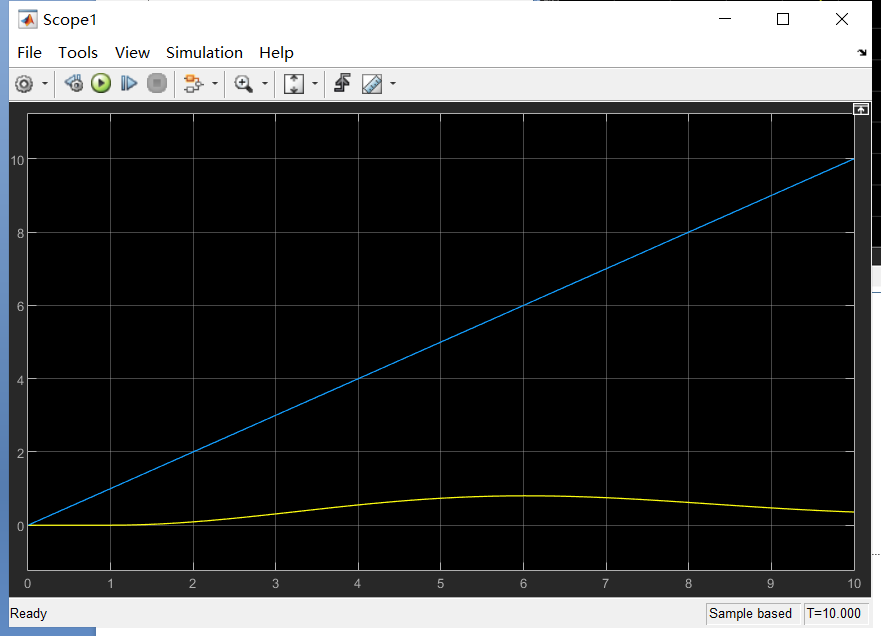 Scope1
File Tools View Simulation Help
10
8
6
4
2
0
0 1 2 3 4 5 6 7 8 9 10
Ready
Sample based T=10.000